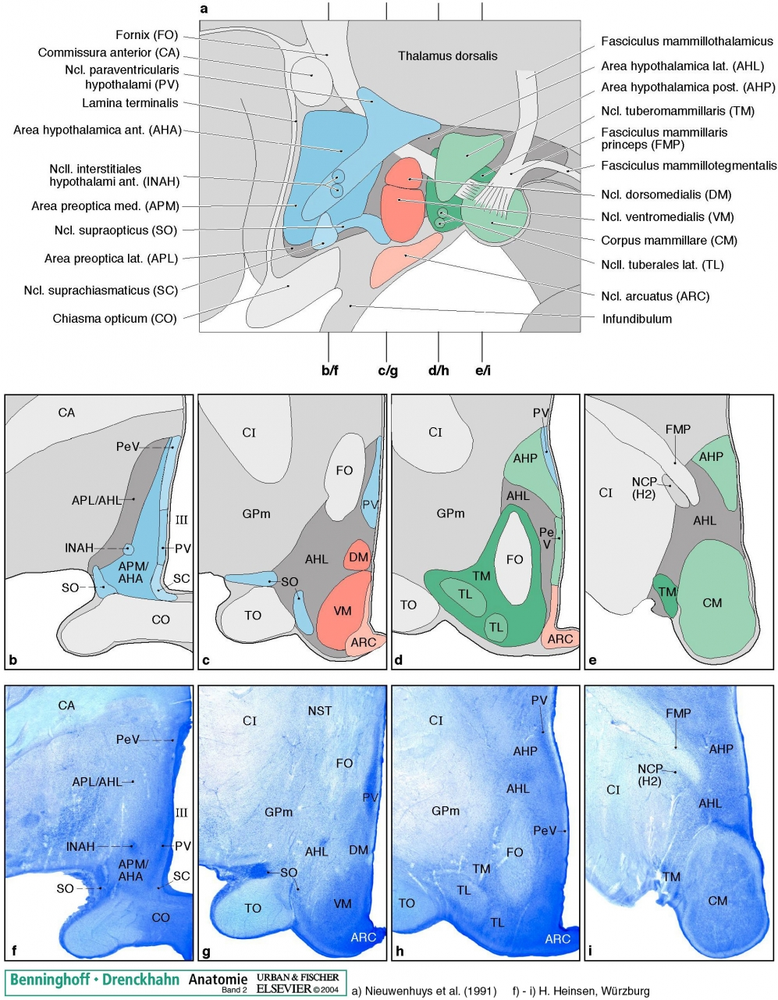 a
Fornix (FO)
Commissura anterior (CA)
Ncl. paraventricularis
hypothalami (PV)
Lamina terminalis
Area hypothalamica ant. (AHA)
Ncll. interstitiales
hypothalami ant. (INAH)
Area preoptica med. (APM)
Ncl. supraopticus (SO)
Area preoptica lat. (APL)
Ncl. suprachiasmaticus (SC)
Chiasma opticum (CO)
Thalamus dorsalis
Fasciculus mammillothalamicus
Area hypothalamica lat. (AHL)
Area hypothalamica post. (AHP)
Ncl. tuberomammillaris (TM)
Fasciculus mammillaris
princeps (FMP)
Fasciculus mammillotegmentalis
Ncl. dorsomedialis (DM)
Ncl. ventromedialis (VM)
Corpus mammillare (CM)
Ncll. tuberales lat. (TL)
Ncl. arcuatus (ARC)
Infundibulum
b/f c/g d/h e/i
CA
PeV
APL/AHL
III
INAH
PV
APM/
AHA
SO
SC
CO
b
CI
FO
GPm
PV
AHL
DM
SO
TO
VM
ARC
c
PV
CI
AHP
AHL
GPm
Pe
V
FO
TM
TL
TO
TL
ARC
d
FMP
AHP
NCP
(H2)
CI
AHL
TM
CM
e
CA
PeV
APL/AHL
III
INAH
PV
APM/
AHA
SO
SC
CO
f
CI
NST
FO
PV
GPm
AHL
DM
SO
TO
VM
ARC
g
PV
CI
AHP
AHL
GPm
PeV
FO
TM
TL
TO
TL
ARC
h
FMP
AHP
NCP
(H2)
CI
AHL
TM
CM
i
Benninghoff • Drenckhahn Anatomie
Band 2
URBAN & FISCHER
ELSEVIER © 2004
a) Nieuwenhuys et al. (1991) f) - i) H. Heinsen, Würzburg